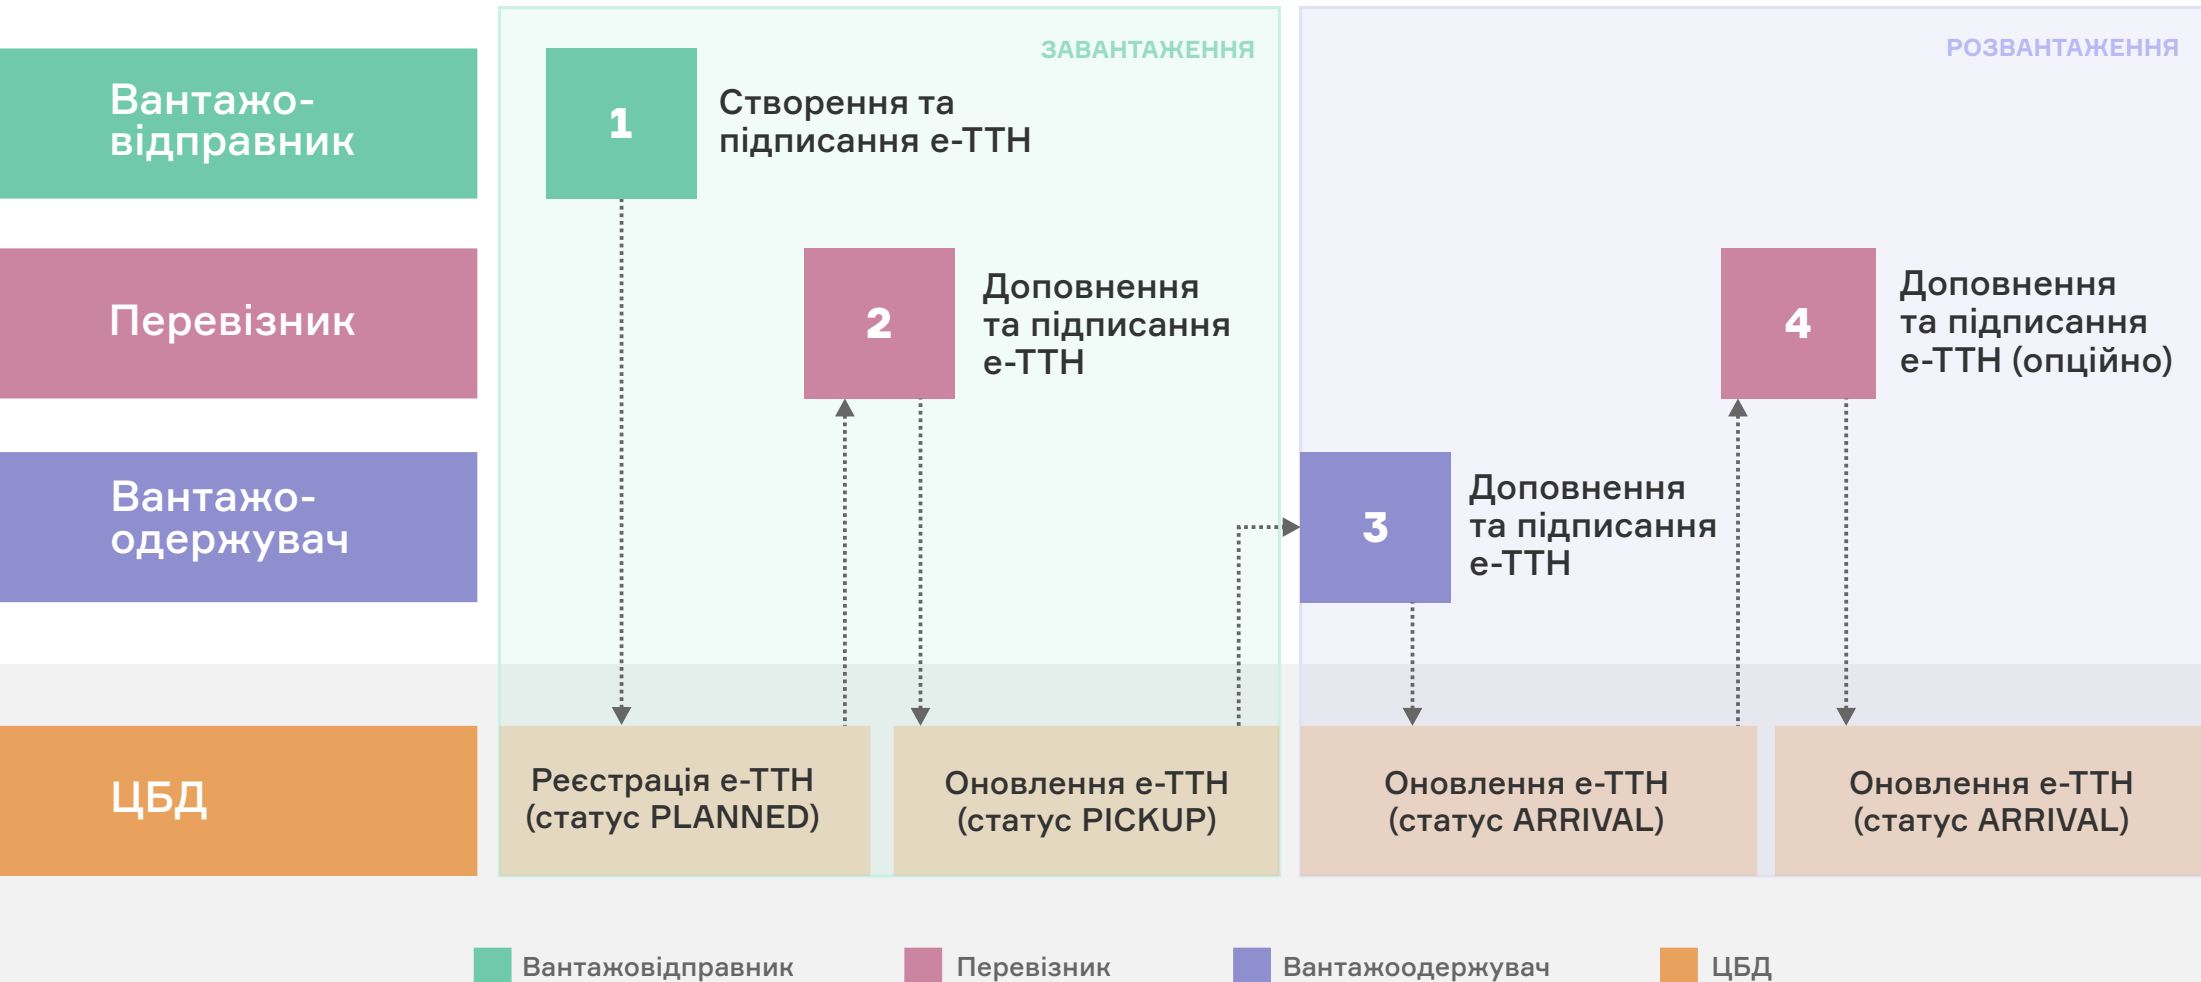 ЗАВАНТАЖЕННЯ
РОЗВАНТАЖЕННЯ
Вантажо-
відправник
1
Створення та
підписання е-ТТН
Перевізник
2
Доповнення
та підписання
е-ТТН
4
Доповнення
та підписання
е-ТТН (опційно)
Вантажо-
одержувач
3
Доповнення
та підписання
е-ТТН
ЦБД
Реєстрація е-ТТН
(статус PLANNED)
Оновлення е-ТТН
(статус PICKUP)
Оновлення е-ТТН
(статус ARRIVAL)
Оновлення е-ТТН
(статус ARRIVAL)
Вантажовідправник
Перевізник
Вантажоодержувач
ЦБД